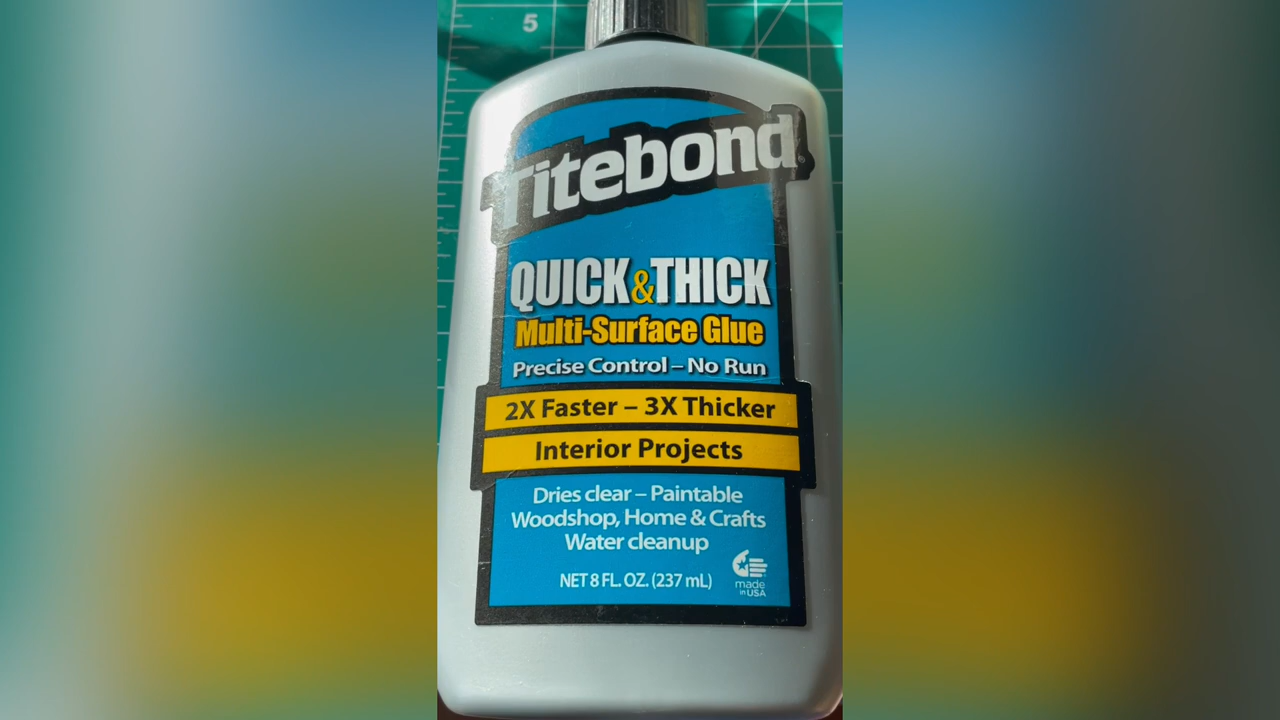 5
Titebond®
QUICK & THICK
Multi-Surface Glue
Precise Control – No Run
2X Faster – 3X Thicker
Interior Projects
Dries clear – Paintable
Woodshop, Home & Crafts
Water cleanup
NET 8 FL. OZ. (237 mL)
made
in USA